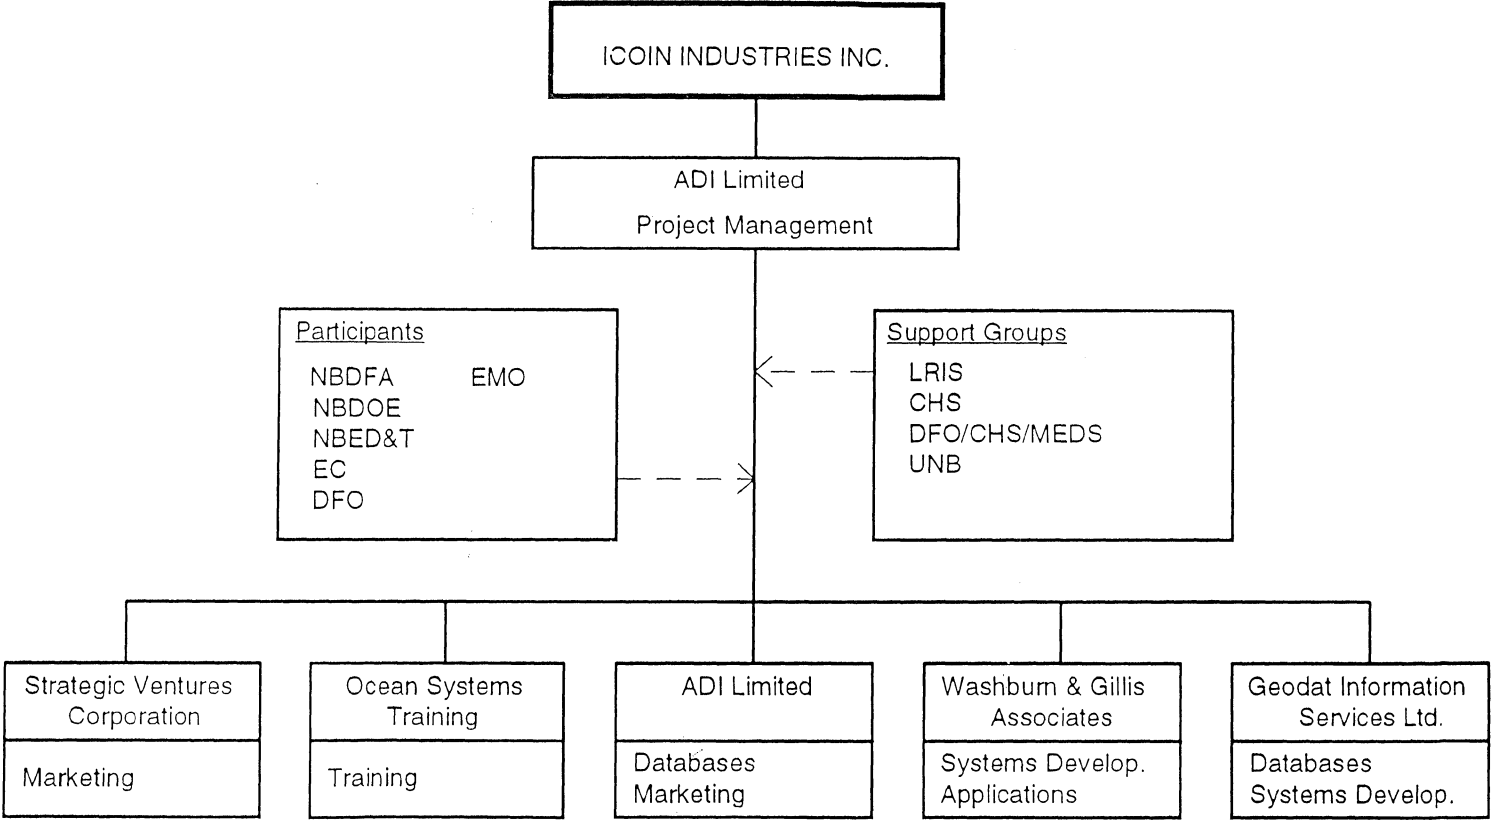 ICOIN INDUSTRIES INC.
ADI Limited
Project Management
Participants
NBDFA EMO
NBDOE
NBED&T
EC
DFO
Support Groups
LRIS
CHS
DFO/CHS/MEDS
UNB
Strategic Ventures
Corporation
Marketing
Ocean Systems
Training
Training
ADI Limited
Databases
Marketing
Washburn & Gillis
Associates
Systems Develop.
Applications
Geodat Information
Services Ltd.
Databases
Systems Develop.